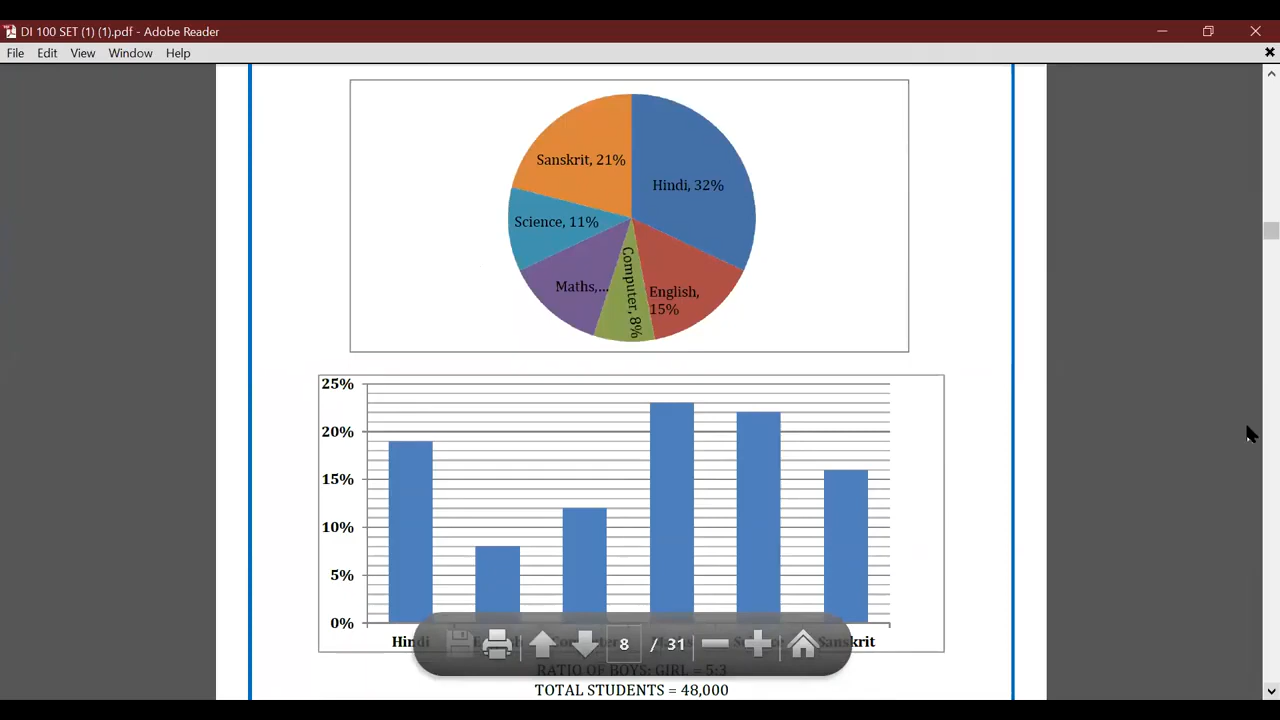 DI 100 SET (1) (1).pdf - Adobe Reader
File Edit View Window Help
Sanskrit, 21%
Hindi, 32%
Science, 11%
Maths,...
Computer, 8%
English,
15%
25%
20%
15%
10%
5%
0%
Hindi Sanskrit
8 / 31
RATIO OF BOYS: GIRL = 5:3
TOTAL STUDENTS = 48,000